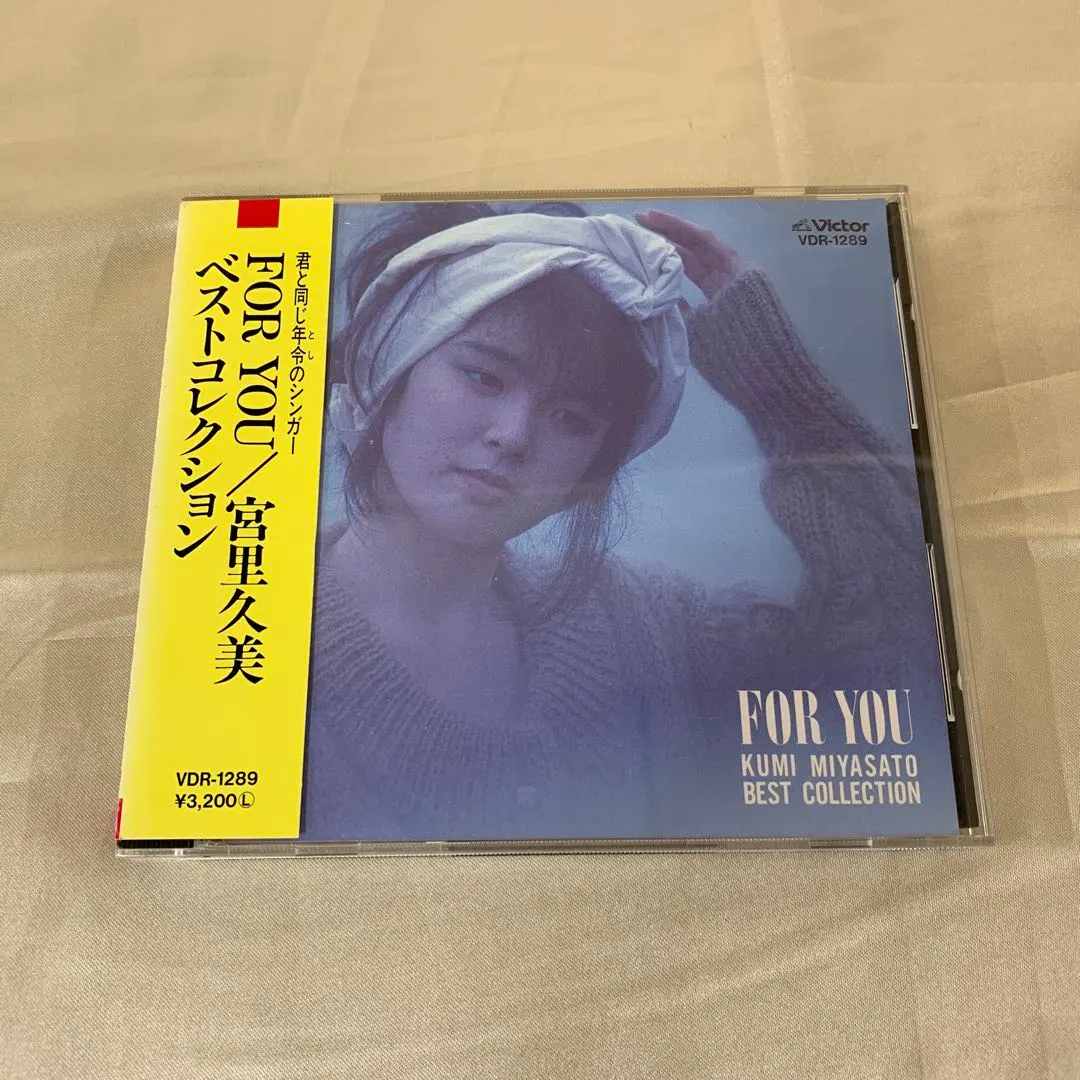 君と同じ年令のシンガー
とし
FOR YOU/宮里久美
ベストコレクション
VDR-1289
¥3,200Ⓛ
Victor
VDR-1289
FOR YOU
KUMI MIYASATO
BEST COLLECTION